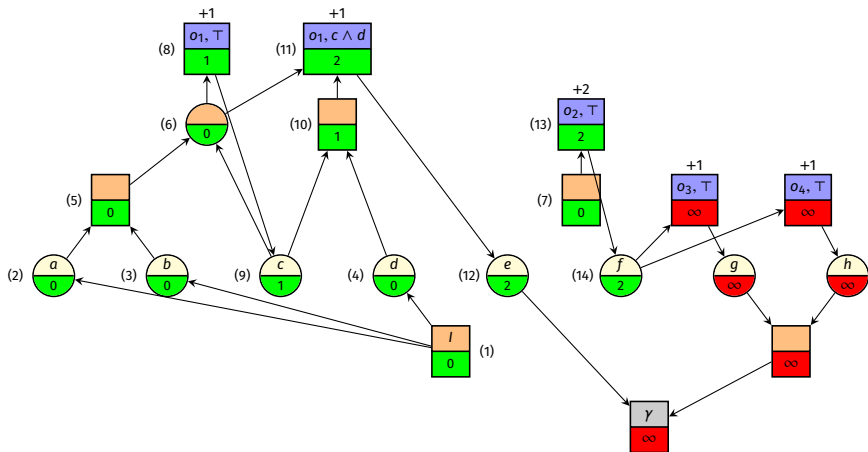 +1 +1
(8) o₁, ⊤ (11) o₁, c ∧ d
1 2
+2
(6) (10) (13) o₂, ⊤
0 1 2
+1 +1
(5) (7) o₃, ⊤ o₄, ⊤
0 0 ∞ ∞
(2) a (3) b (9) c (4) d (12) e (14) f g h
0 0 1 0 2 2 ∞ ∞
I (1)
0 ∞
γ
∞